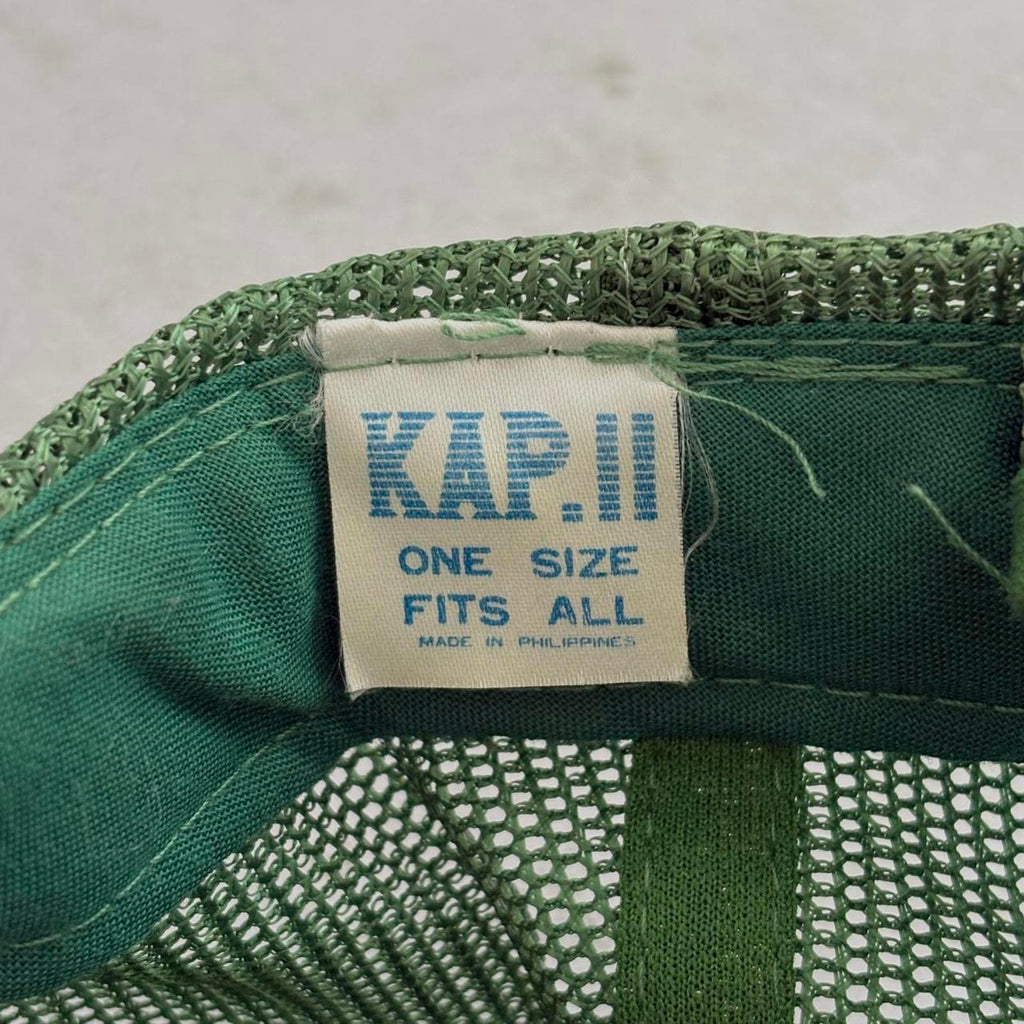 KAP.II
ONE SIZE
FITS ALL
MADE IN PHILIPPINES